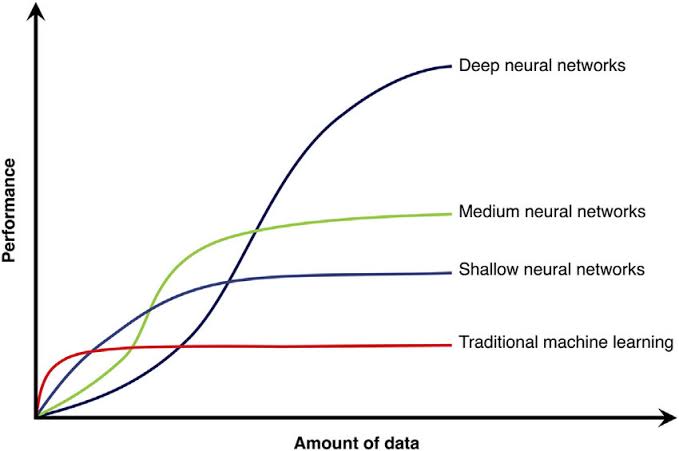 Deep neural networks
Medium neural networks
Shallow neural networks
Traditional machine learning
Performance
Amount of data